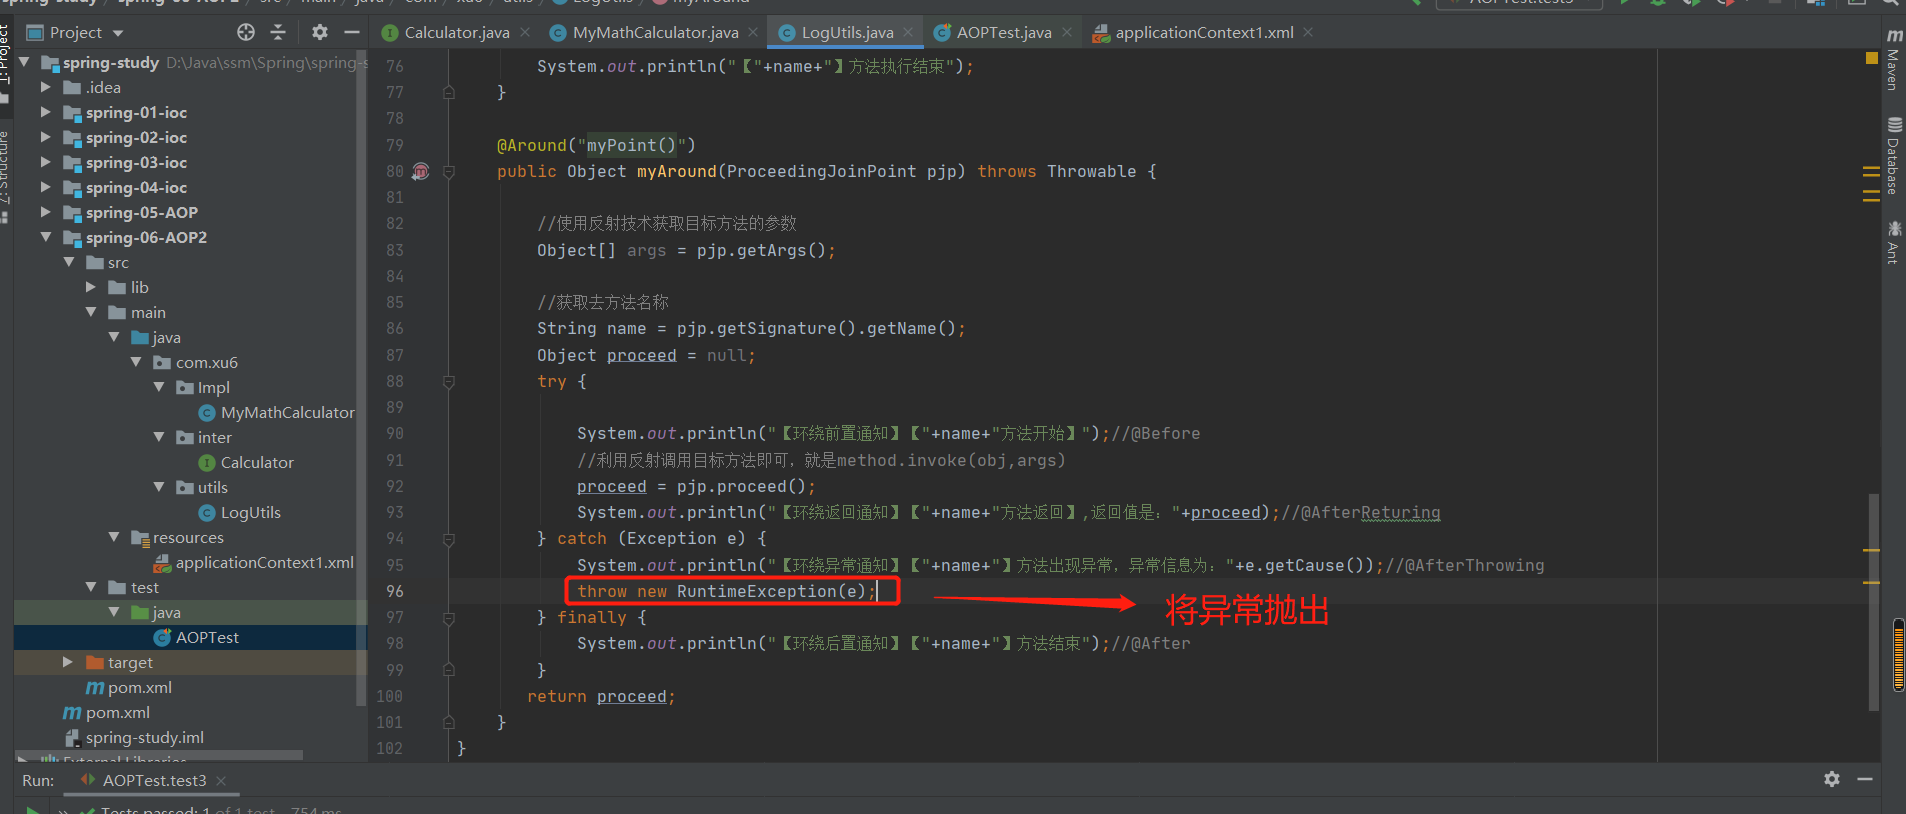 Project
Calculator.java
MyMathCalculator.java
LogUtils.java
AOPTest.java
applicationContext1.xml
spring-study D:\Java\ssm\Spring\spring-s
.idea
spring-01-ioc
spring-02-ioc
spring-03-ioc
spring-04-ioc
spring-05-AOP
spring-06-AOP2
src
lib
main
java
com.xu6
Impl
MyMathCalculator
inter
Calculator
utils
LogUtils
resources
applicationContext1.xml
test
java
AOPTest
target
pom.xml
pom.xml
spring-study.iml
External Libraries
76 System.out.println("【"+name+"】方法执行结束");
77 }
78
79 @Around("myPoint()")
80 public Object myAround(ProceedingJoinPoint pjp) throws Throwable {
81
82 //使用反射技术获取目标方法的参数
83 Object[] args = pjp.getArgs();
84
85 //获取去方法名称
86 String name = pjp.getSignature().getName();
87 Object proceed = null;
88 try {
89
90 System.out.println("【环绕前置通知】【"+name+"方法开始】");//@Before
91 //利用反射调用目标方法即可，就是method.invoke(obj,args)
92 proceed = pjp.proceed();
93 System.out.println("【环绕返回通知】【"+name+"方法返回】,返回值是："+proceed);//@AfterReturing
94 } catch (Exception e) {
95 System.out.println("【环绕异常通知】【"+name+"】方法出现异常，异常信息为："+e.getCause());//@AfterThrowing
96 throw new RuntimeException(e);
将异常抛出
97 } finally {
98 System.out.println("【环绕后置通知】【"+name+"】方法结束");//@After
99 }
100 return proceed;
101 }
102 }
Maven
Database
Ant
Project
7: Structure
Run: AOPTest.test3
Tests passed: 1 of 1 test – 754 ms